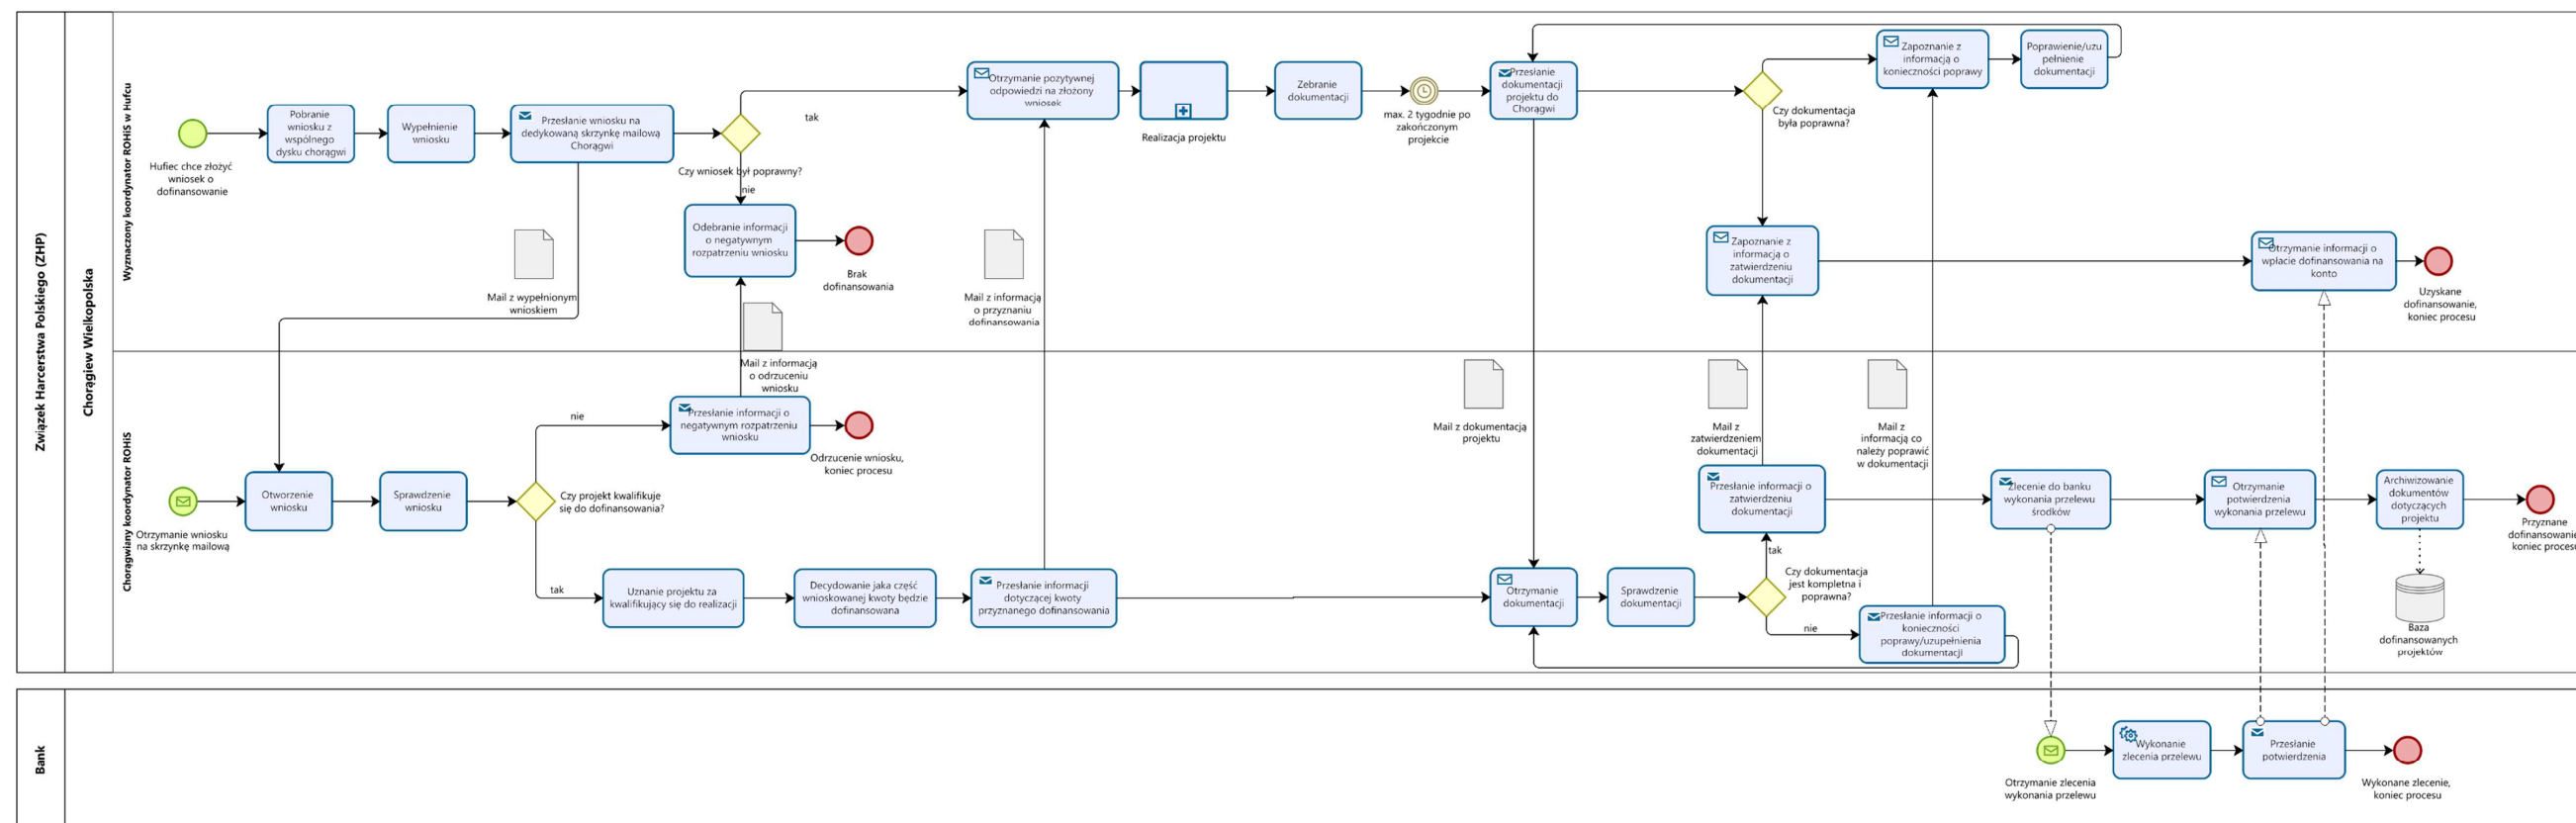 Związek Harcerstwa Polskiego (ZHP)
Chorągiew Wielkopolska
Wyznaczony koordynator ROHiS w Hufcu
Hufiec chce złożyć
wniosek o
dofinansowanie
Pobranie
wniosku z
wspólnego
dysku chorągwi
Wypełnienie
wniosku
Przesłanie wniosku na
dedykowaną skrzynkę mailową
Chorągwi
Mail z wypełnionym
wnioskiem
Czy wniosek był poprawny?
tak
nie
Odebranie informacji
o negatywnym
rozpatrzeniu wniosku
Brak
dofinansowania
Mail z informacją
o odrzuceniu
wniosku
Otrzymanie pozytywnej
odpowiedzi na złożony
wniosek
Mail z informacją
o przyznaniu
dofinansowania
Realizacja projektu
Zebranie
dokumentacji
max. 2 tygodnie po
zakończonym
projekcie
Przesłanie
dokumentacji
projektu do
Chorągwi
Czy dokumentacja
była poprawna?
Zapoznanie z
informacją o
konieczności poprawy
Poprawienie/uzu
pełnienie
dokumentacji
Zapoznanie z
informacją o
zatwierdzeniu
dokumentacji
Otrzymanie informacji o
wpłacie dofinansowania na
konto
Uzyskane
dofinansowanie,
koniec procesu
Chorągwiany koordynator ROHiS
Otrzymanie wniosku
na skrzynkę mailową
Otworzenie
wniosku
Sprawdzenie
wniosku
Czy projekt kwalifikuje
się do dofinansowania?
nie
tak
Przesłanie informacji o
negatywnym rozpatrzeniu
wniosku
Odrzucenie wniosku,
koniec procesu
Uznanie projektu za
kwalifikujący się do realizacji
Decydowanie jaka część
wnioskowanej kwoty będzie
dofinansowana
Przesłanie informacji
dotyczącej kwoty
przyznanego dofinansowania
Mail z dokumentacją
projektu
Otrzymanie
dokumentacji
Sprawdzenie
dokumentacji
Czy dokumentacja
jest kompletna i
poprawna?
tak
nie
Mail z
zatwierdzeniem
dokumentacji
Przesłanie informacji o
zatwierdzeniu
dokumentacji
Mail z
informacją co
należy poprawić
w dokumentacji
Przesłanie informacji o
konieczności
poprawy/uzupełnienia
dokumentacji
Zlecenie do banku
wykonania przelewu
środków
Otrzymanie
potwierdzenia
wykonania przelewu
Archiwizowanie
dokumentów
dotyczących
projektu
Przyznane
dofinansowanie
koniec procesu
Baza
dofinansowanych
projektów
Bank
Otrzymanie zlecenia
wykonania przelewu
Wykonanie
zlecenia przelewu
Przesłanie
potwierdzenia
Wykonane zlecenie,
koniec procesu